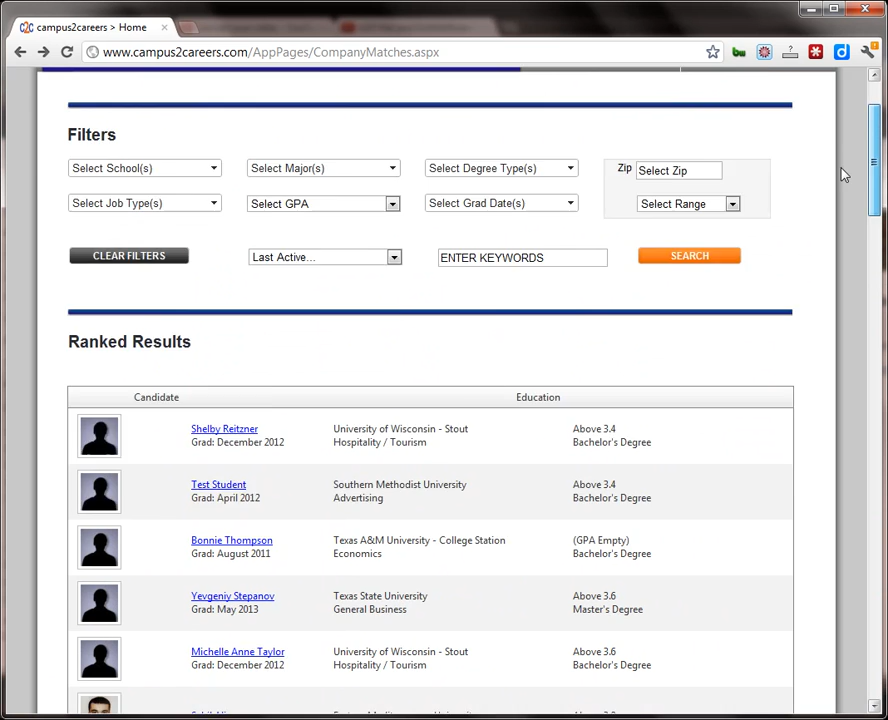 campus2careers > Home
www.campus2careers.com/AppPages/CompanyMatches.aspx
Filters
Select School(s) Select Major(s) Select Degree Type(s) Zip Select Zip
Select Job Type(s) Select GPA Select Grad Date(s) Select Range
CLEAR FILTERS Last Active... ENTER KEYWORDS SEARCH
Ranked Results
Candidate Education
Shelby Reitzner University of Wisconsin - Stout Above 3.4
Grad: December 2012 Hospitality / Tourism Bachelor's Degree
Test Student Southern Methodist University Above 3.4
Grad: April 2012 Advertising Bachelor's Degree
Bonnie Thompson Texas A&M University - College Station (GPA Empty)
Grad: August 2011 Economics Bachelor's Degree
Yevgeniy Stepanov Texas State University Above 3.6
Grad: May 2013 General Business Master's Degree
Michelle Anne Taylor University of Wisconsin - Stout Above 3.6
Grad: December 2012 Hospitality / Tourism Bachelor's Degree